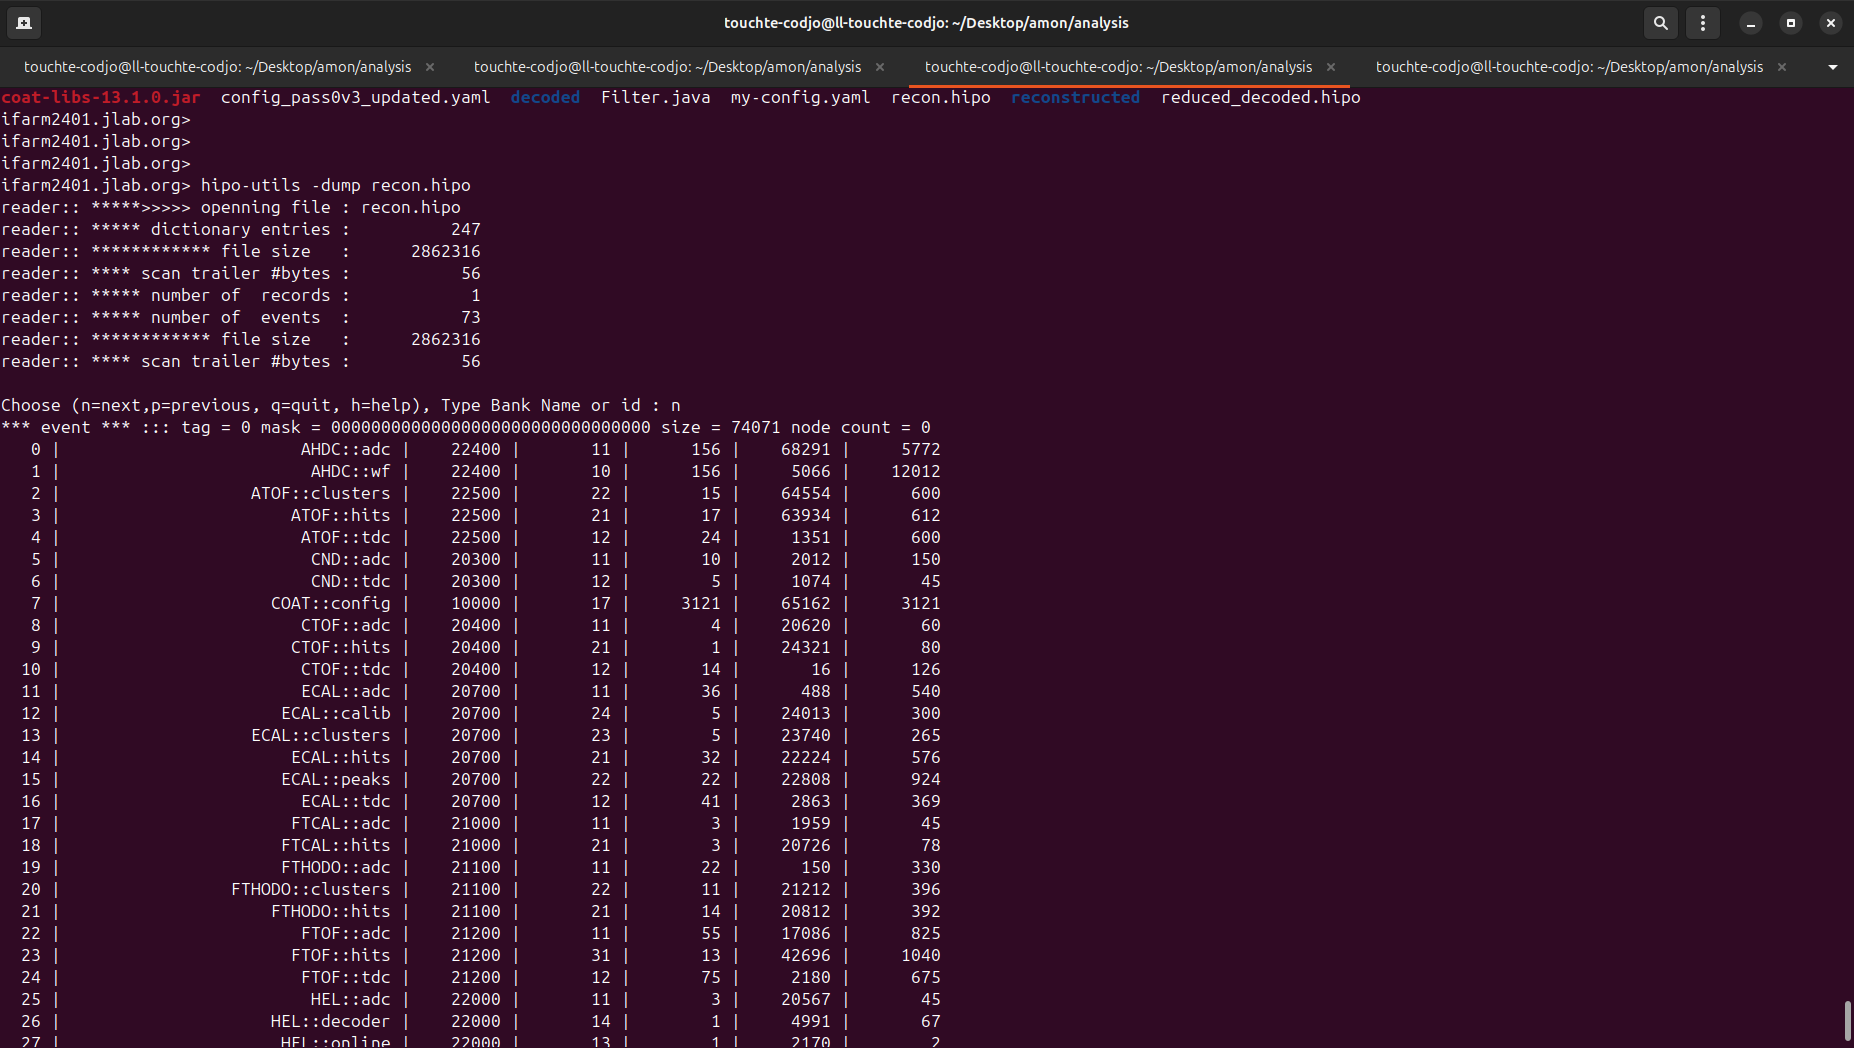 touchte-codjo@ll-touchte-codjo: ~/Desktop/amon/analysis
touchte-codjo@ll-touchte-codjo: ~/Desktop/amon/analysis × touchte-codjo@ll-touchte-codjo: ~/Desktop/amon/analysis × touchte-codjo@ll-touchte-codjo: ~/Desktop/amon/analysis × touchte-codjo@ll-touchte-codjo: ~/Desktop/amon/analysis ×
coat-libs-13.1.0.jar config_pass0v3_updated.yaml decoded Filter.java my-config.yaml recon.hipo reconstructed reduced_decoded.hipo
ifarm2401.jlab.org>
ifarm2401.jlab.org>
ifarm2401.jlab.org>
ifarm2401.jlab.org> hipo-utils -dump recon.hipo
reader:: *****>>>>> openning file : recon.hipo
reader:: ***** dictionary entries : 247
reader:: ************ file size : 2862316
reader:: **** scan trailer #bytes : 56
reader:: ***** number of records : 1
reader:: ***** number of events : 73
reader:: ************ file size : 2862316
reader:: **** scan trailer #bytes : 56
Choose (n=next,p=previous, q=quit, h=help), Type Bank Name or id : n
*** event *** ::: tag = 0 mask = 00000000000000000000000000000000 size = 74071 node count = 0
0 | AHDC::adc | 22400 | 11 | 156 | 68291 | 5772
1 | AHDC::wf | 22400 | 10 | 156 | 5066 | 12012
2 | ATOF::clusters | 22500 | 22 | 15 | 64554 | 600
3 | ATOF::hits | 22500 | 21 | 17 | 63934 | 612
4 | ATOF::tdc | 22500 | 12 | 24 | 1351 | 600
5 | CND::adc | 20300 | 11 | 10 | 2012 | 150
6 | CND::tdc | 20300 | 12 | 5 | 1074 | 45
7 | COAT::config | 10000 | 17 | 3121 | 65162 | 3121
8 | CTOF::adc | 20400 | 11 | 4 | 20620 | 60
9 | CTOF::hits | 20400 | 21 | 1 | 24321 | 80
10 | CTOF::tdc | 20400 | 12 | 14 | 16 | 126
11 | ECAL::adc | 20700 | 11 | 36 | 488 | 540
12 | ECAL::calib | 20700 | 24 | 5 | 24013 | 300
13 | ECAL::clusters | 20700 | 23 | 5 | 23740 | 265
14 | ECAL::hits | 20700 | 21 | 32 | 22224 | 576
15 | ECAL::peaks | 20700 | 22 | 22 | 22808 | 924
16 | ECAL::tdc | 20700 | 12 | 41 | 2863 | 369
17 | FTCAL::adc | 21000 | 11 | 3 | 1959 | 45
18 | FTCAL::hits | 21000 | 21 | 3 | 20726 | 78
19 | FTHODO::adc | 21100 | 11 | 22 | 150 | 330
20 | FTHODO::clusters | 21100 | 22 | 11 | 21212 | 396
21 | FTHODO::hits | 21100 | 21 | 14 | 20812 | 392
22 | FTOF::adc | 21200 | 11 | 55 | 17086 | 825
23 | FTOF::hits | 21200 | 31 | 13 | 42696 | 1040
24 | FTOF::tdc | 21200 | 12 | 75 | 2180 | 675
25 | HEL::adc | 22000 | 11 | 3 | 20567 | 45
26 | HEL::decoder | 22000 | 14 | 1 | 4991 | 67
27 | HEL::online | 22000 | 13 | 1 | 2170 | 2